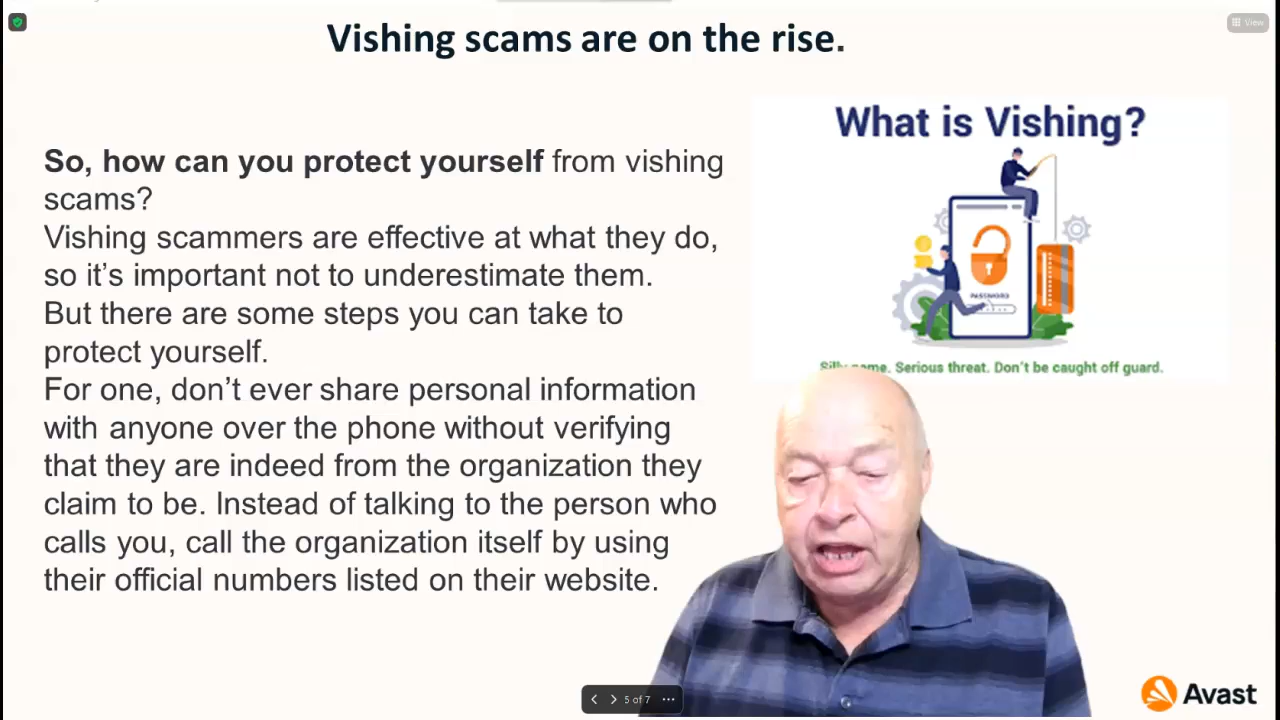 Vishing scams are on the rise.
View
What is Vishing?
So, how can you protect yourself from vishing
scams?
Vishing scammers are effective at what they do,
so it’s important not to underestimate them.
But there are some steps you can take to
protect yourself.
For one, don’t ever share personal information
with anyone over the phone without verifying
that they are indeed from the organization they
claim to be. Instead of talking to the person who
calls you, call the organization itself by using
their official numbers listed on their website.
PASSWORD
Silly name. Serious threat. Don’t be caught off guard.
5 of 7
Avast